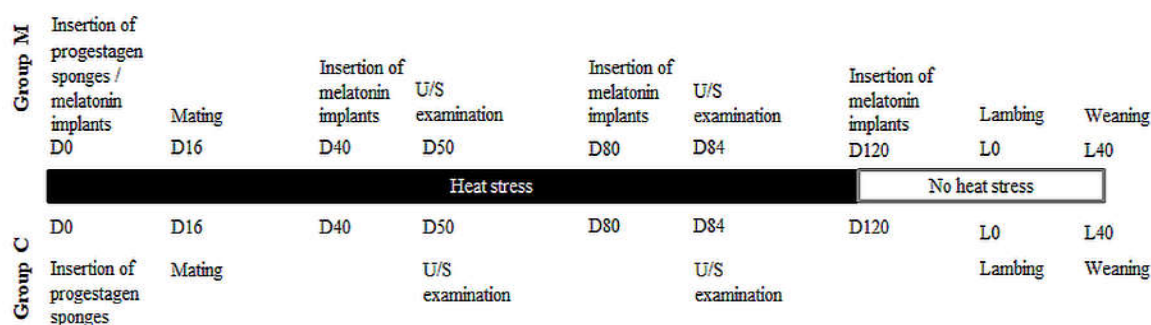 Group M
Insertion of
progestagen
sponges /
melatonin
implants
D0
Mating
D16
Insertion of
melatonin
implants
D40
U/S
examination
D50
Insertion of
melatonin
implants
D80
U/S
examination
D84
Insertion of
melatonin
implants
D120
Lambing
L0
Weaning
L40
Heat stress
No heat stress
Group C
D0
Insertion of
progestagen
sponges
D16
Mating
D40
D50
U/S
examination
D80
D84
U/S
examination
D120
L0
Lambing
L40
Weaning